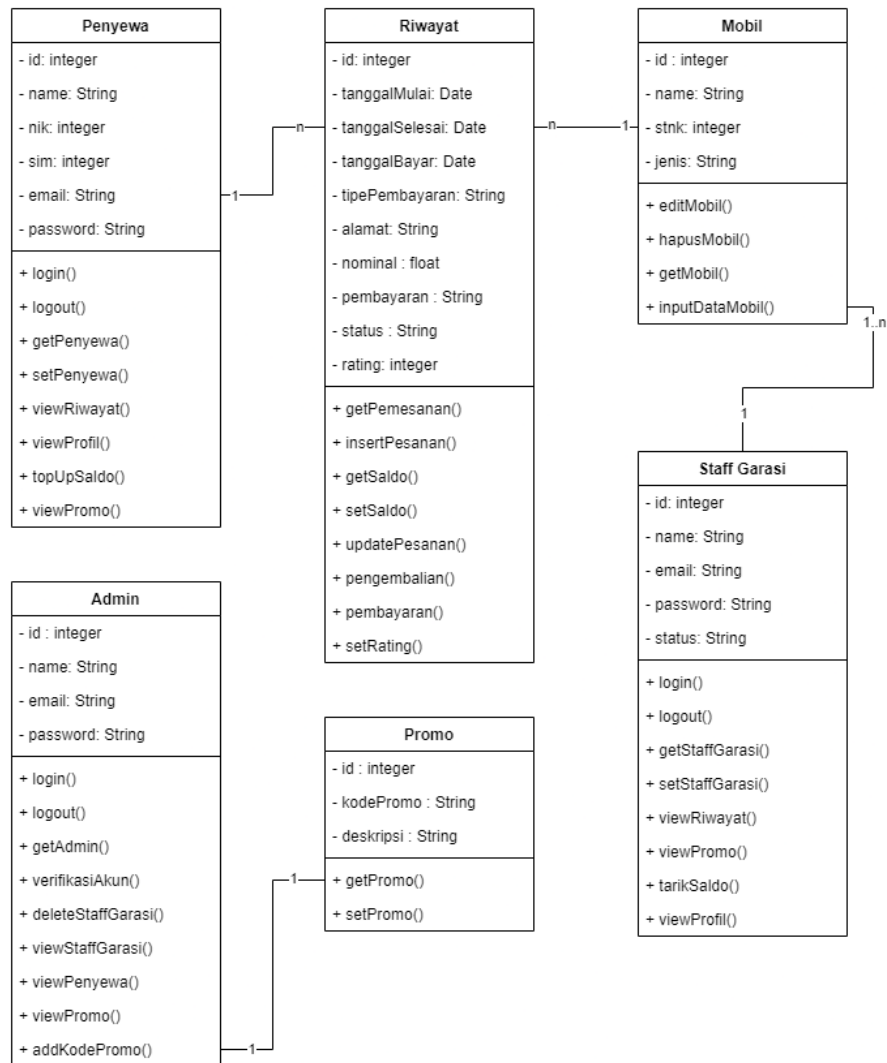 Penyewa
- id: integer
- name: String
- nik: integer
- sim: integer
- email: String
- password: String
+ login()
+ logout()
+ getPenyewa()
+ setPenyewa()
+ viewRiwayat()
+ viewProfil()
+ topUpSaldo()
+ viewPromo()
1
n
Riwayat
- id: integer
- tanggalMulai: Date
- tanggalSelesai: Date
- tanggalBayar: Date
- tipePembayaran: String
- alamat: String
- nominal : float
- pembayaran : String
- status : String
- rating: integer
+ getPemesanan()
+ insertPesanan()
+ getSaldo()
+ setSaldo()
+ updatePesanan()
+ pengembalian()
+ pembayaran()
+ setRating()
n
1
Mobil
- id : integer
- name: String
- stnk: integer
- jenis: String
+ editMobil()
+ hapusMobil()
+ getMobil()
+ inputDataMobil()
1..n
1
Staff Garasi
- id: integer
- name: String
- email: String
- password: String
- status: String
+ login()
+ logout()
+ getStaffGarasi()
+ setStaffGarasi()
+ viewRiwayat()
+ viewPromo()
+ tarikSaldo()
+ viewProfil()
Admin
- id : integer
- name: String
- email: String
- password: String
+ login()
+ logout()
+ getAdmin()
+ verifikasiAkun()
+ deleteStaffGarasi()
+ viewStaffGarasi()
+ viewPenyewa()
+ viewPromo()
+ addKodePromo()
1
1
Promo
- id : integer
- kodePromo : String
- deskripsi : String
+ getPromo()
+ setPromo()